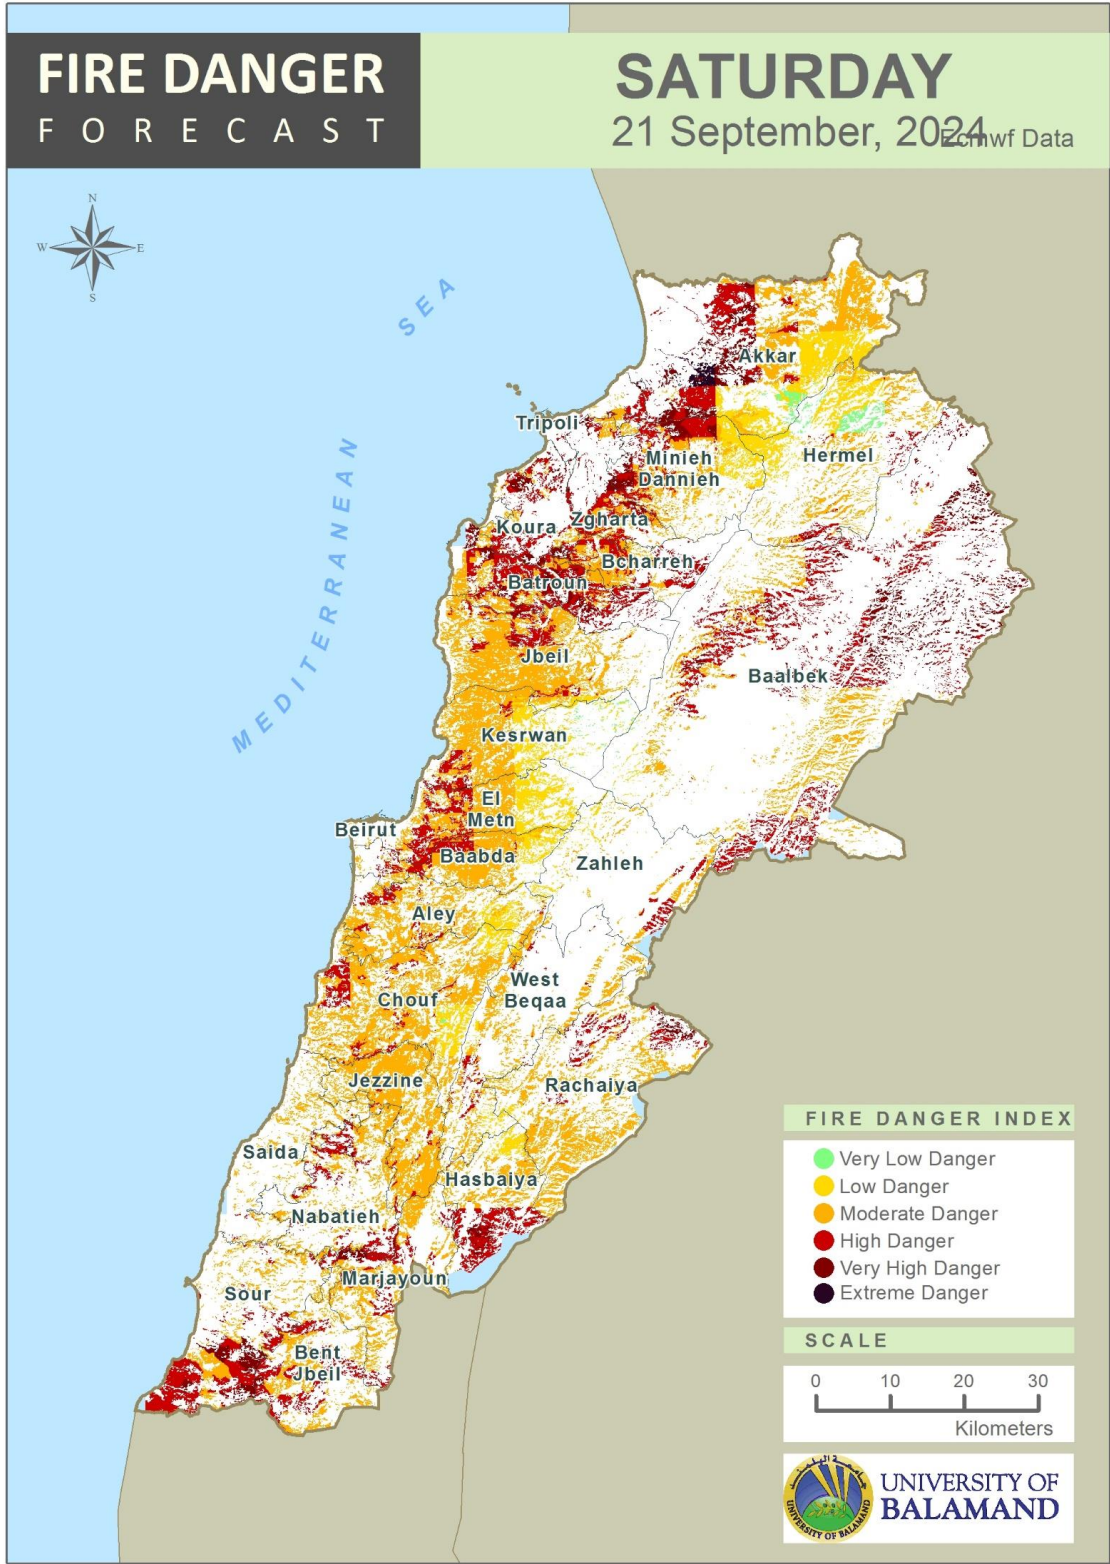 FIRE DANGER
FORECAST
SATURDAY
21 September, 2024
Ecmwf Data
N
W
E
S
SEA
MEDITERRANEAN
Akkar
Tripoli
Minieh
Dannieh
Hermel
Koura
Zgharta
Bcharreh
Batroun
Jbeil
Baalbek
Kesrwan
El
Metn
Beirut
Baabda
Zahleh
Aley
West
Beqaa
Chouf
Jezzine
Rachaiya
Saida
Hasbaiya
Nabatieh
Marjayoun
Sour
Bent
Jbeil
FIRE DANGER INDEX
Very Low Danger
Low Danger
Moderate Danger
High Danger
Very High Danger
Extreme Danger
SCALE
0 10 20 30
Kilometers
UNIVERSITY OF BALAMAND
UNIVERSITY OF
BALAMAND